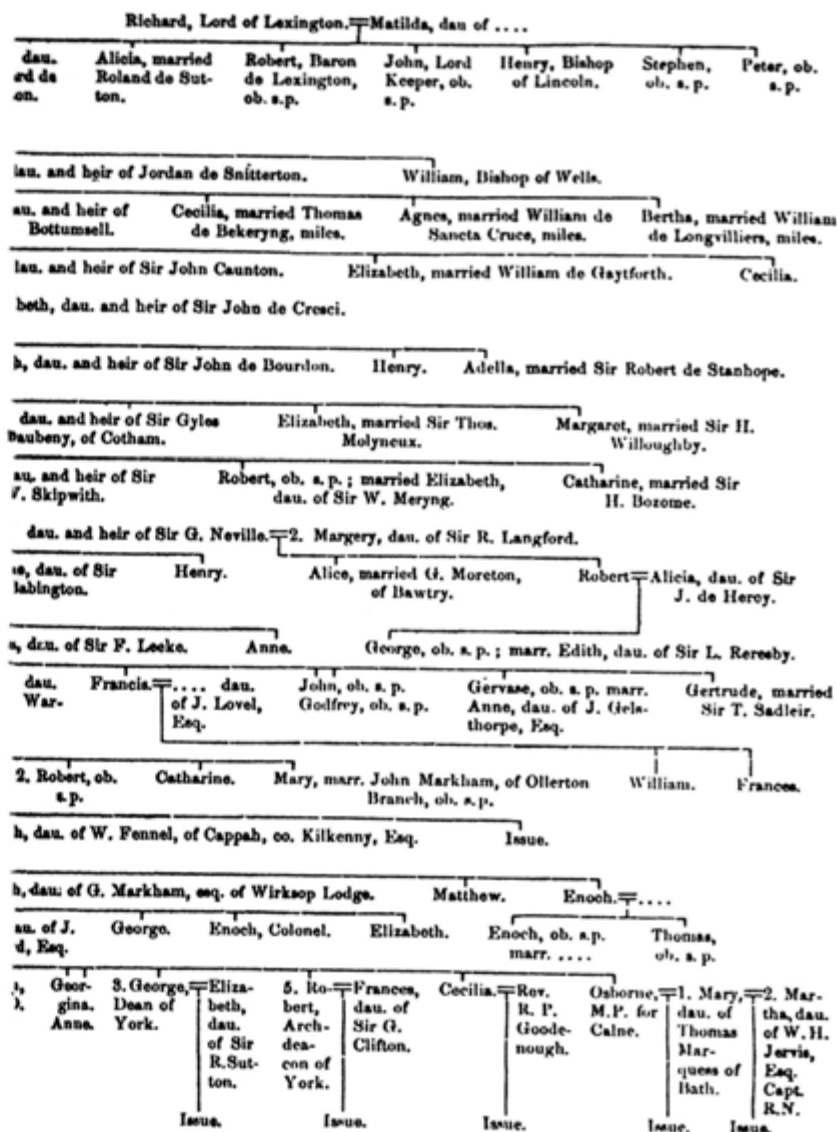 Richard, Lord of Lexington. Matilda, dau of ....
dau. Alicia, married Robert, Baron John, Lord Henry, Bishop Stephen, Peter, ob.
rd de Roland de Sut- de Lexington, Keeper, ob. of Lincoln. ob. s.p. s.p.
on. ton. ob. s.p. s.p.
lau. and heir of Jordan de Snitterton. William, Bishop of Wells.
au. and heir of Cecilia, married Thomas Agnes, married William de Bertha, married William
Bottumsell. de Bekeryng, miles. Sancta Cruce, miles. de Longvilliers, miles.
lau. and heir of Sir John Caunton. Elizabeth, married William de Gaytforth. Cecilia.
beth, dau. and heir of Sir John de Cresci.
h, dau. and heir of Sir John de Bourdon. Henry. Adella, married Sir Robert de Stanhope.
dau. and heir of Sir Gyles Elizabeth, married Sir Thos. Margaret, married Sir H.
Daubeny, of Cotham. Molyneux. Willoughby.
au. and heir of Sir Robert, ob. s.p.; married Elizabeth, Catharine, married Sir
V. Skipwith. dau. of Sir W. Meryng. H. Bozome.
dau. and heir of Sir G. Neville. 2. Margery, dau. of Sir R. Langford.
ne, dau. of Sir Henry. Alice, married G. Moreton, Robert Alicia, dau. of Sir
labington. of Bawtry. J. de Hercy.
s, dau. of Sir F. Leeke. Anne. George, ob. s.p.; marr. Edith, dau. of Sir L. Reresby.
dau. Francis. .... dau. John, ob. s.p. Gervase, ob. s.p. marr. Gertrude, married
War- of J. Lovel, Godfrey, ob. s.p. Anne, dau. of J. Gels- Sir T. Sadleir.
Esq. thorpe, Esq.
2. Robert, ob. Catharine. Mary, marr. John Markham, of Ollerton William. Frances.
s.p. Branch, ob. s.p.
h, dau. of W. Fennel, of Cappah, co. Kilkenny, Esq. Issue.
h, dau. of G. Markham, esq. of Wirksop Lodge. Matthew. Enoch. ....
au. of J. George. Enoch, Colonel. Elizabeth. Enoch, ob. s.p. Thomas,
d, Esq. marr. .... ob. s.p.
Geor- 3. George, Eliza- 5. Ro- Frances, Cecilia. Rev. Osborne, 1. Mary, 2. Mar-
gina. Dean of beth, bert, dau. of R. P. M.P. for dau. of tha, dau.
Anne. York. dau. Arch- Sir G. Goode- Calne. Thomas of W. H.
of Sir dea- Clifton. nough. Mar- Jervis,
R. Sut- con of quess of Esq.
ton. York. Bath. Capt.
R.N.
Issue. Issue. Issue. Issue. Issue.